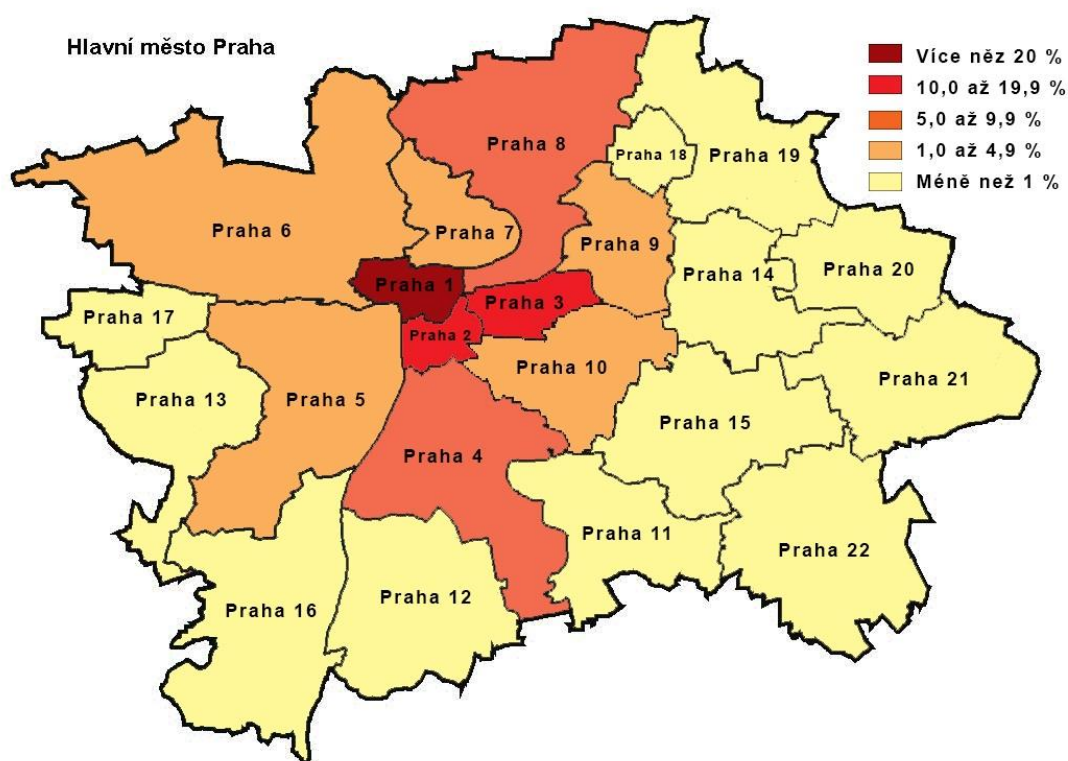 Hlavní město Praha
Více něz 20 %
10,0 až 19,9 %
5,0 až 9,9 %
1,0 až 4,9 %
Méně než 1 %
Praha 8
Praha 18
Praha 19
Praha 6
Praha 7
Praha 9
Praha 1
Praha 14
Praha 20
Praha 3
Praha 17
Praha 2
Praha 10
Praha 21
Praha 13
Praha 5
Praha 15
Praha 4
Praha 11
Praha 22
Praha 12
Praha 16